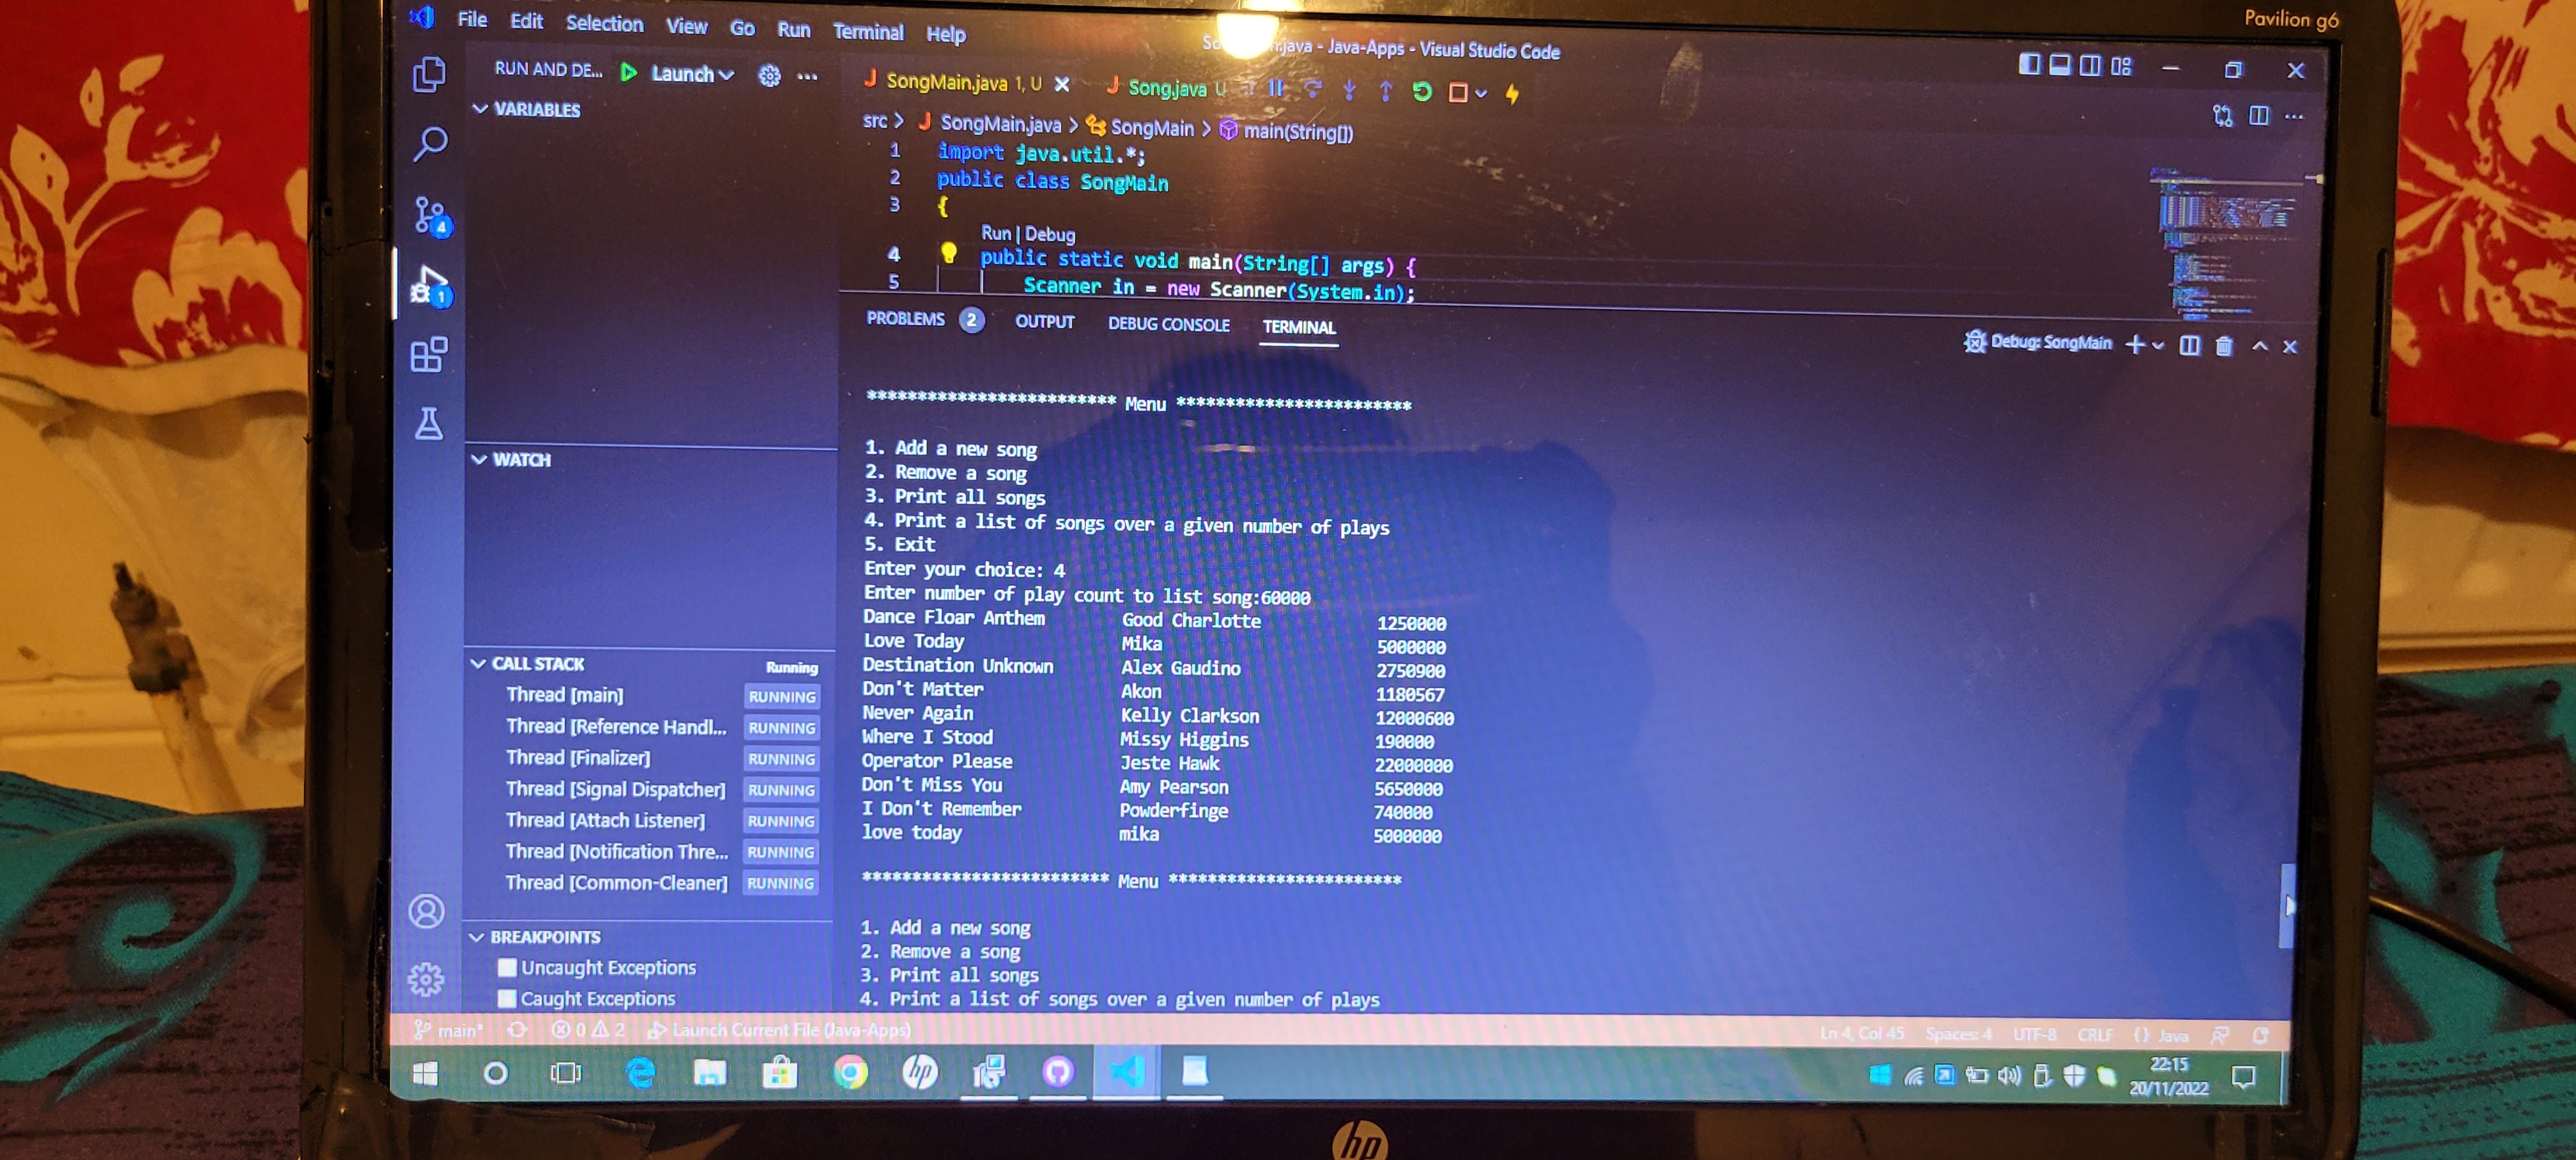 Pavilion g6
File Edit Selection View Go Run Terminal Help
.java - Java-Apps - Visual Studio Code
RUN AND DE... Launch ...
SongMain.java 1, U Song.java U
VARIABLES
src > SongMain.java > SongMain > main(String[])
1 import java.util.*;
2 public class SongMain
3 {
Run | Debug
4 public static void main(String[] args) {
5 Scanner in = new Scanner(System.in);
4
1
PROBLEMS 2 OUTPUT DEBUG CONSOLE TERMINAL
Debug: SongMain
************************* Menu ************************
1. Add a new song
2. Remove a song
3. Print all songs
4. Print a list of songs over a given number of plays
5. Exit
Enter your choice: 4
Enter number of play count to list song:60000
Dance Floar Anthem Good Charlotte 1250000
Love Today Mika 5000000
Destination Unknown Alex Gaudino 2750900
Don't Matter Akon 1180567
Never Again Kelly Clarkson 12000600
Where I Stood Missy Higgins 190000
Operator Please Jeste Hawk 22000000
Don't Miss You Amy Pearson 5650000
I Don't Remember Powderfinge 740000
love today mika 5000000
************************* Menu ************************
1. Add a new song
2. Remove a song
3. Print all songs
4. Print a list of songs over a given number of plays
WATCH
CALL STACK Running
Thread [main] RUNNING
Thread [Reference Handl... RUNNING
Thread [Finalizer] RUNNING
Thread [Signal Dispatcher] RUNNING
Thread [Attach Listener] RUNNING
Thread [Notification Thre... RUNNING
Thread [Common-Cleaner] RUNNING
BREAKPOINTS
Uncaught Exceptions
Caught Exceptions
main* 0 2 Launch Current File (Java-Apps)
Ln 4, Col 45 Spaces: 4 UTF-8 CRLF {} Java
hp
22:15
20/11/2022
hp